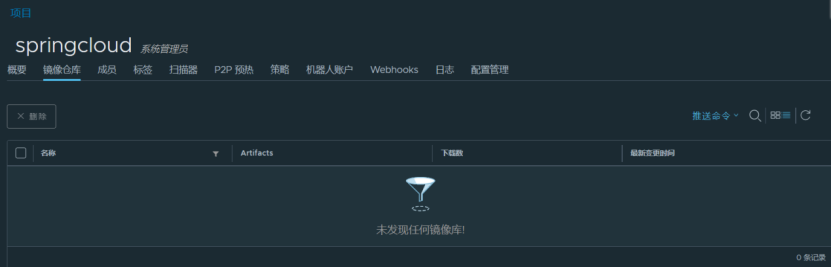 项目
springcloud 系统管理员
概要 镜像仓库 成员 标签 扫描器 P2P 预热 策略 机器人账户 Webhooks 日志 配置管理
× 删除 推送命令
名称 Artifacts 下载数 最新变更时间
未发现任何镜像库!
0 条记录